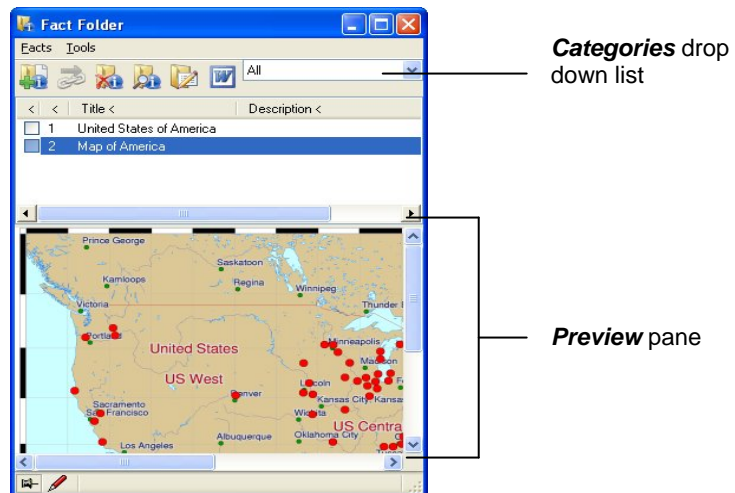 Fact Folder
Facts Tools
All
< < Title < Description <
1 United States of America
2 Map of America
Prince George
Saskatoon
Kamloops
Regina
Winnipeg
Victoria
Thunder
Portland
Minneapolis
United States
Madison
US West
Lincoln
Denver
Kansas City, Kansas
Sacramento
San Francisco
Wichita
US Centra
Albuquerque
Oklahoma City
Los Angeles
Categories drop
down list
Preview pane